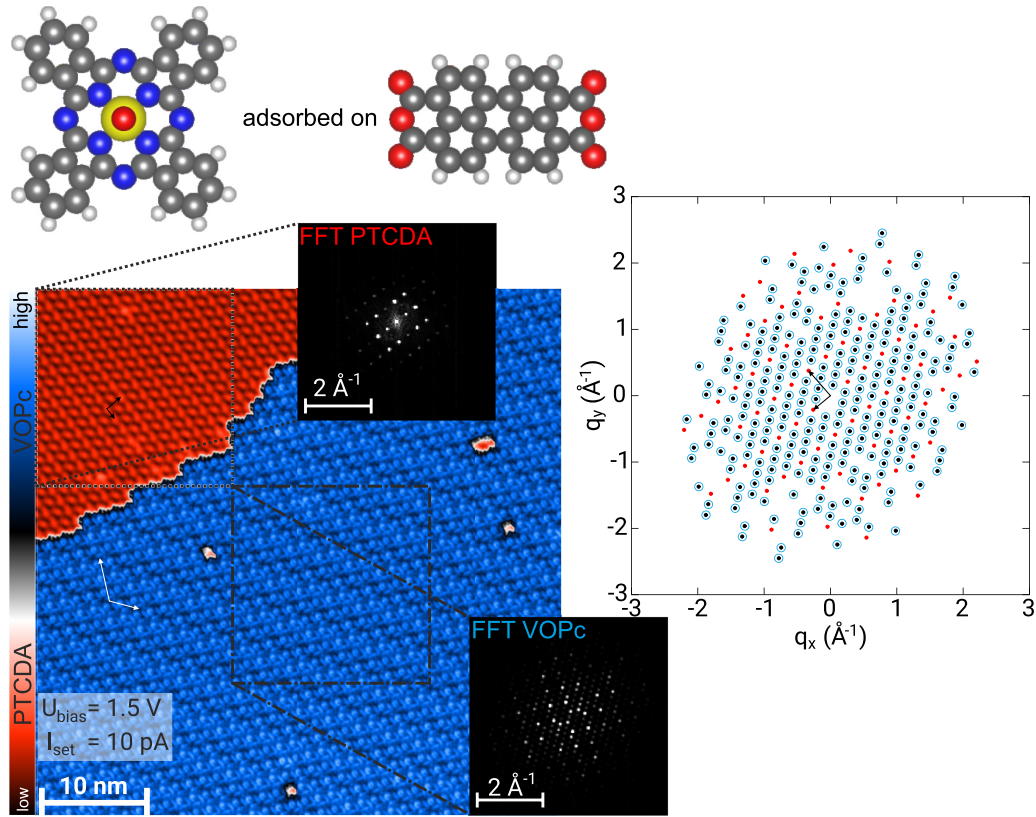 adsorbed on
FFT PTCDA
2 Å⁻¹
high
VOPc
PTCDA
low
U_bias = 1.5 V
I_set = 10 pA
10 nm
FFT VOPc
2 Å⁻¹
3
2
1
0
-1
-2
-3
q_y (Å⁻¹)
-3 -2 -1 0 1 2 3
q_x (Å⁻¹)